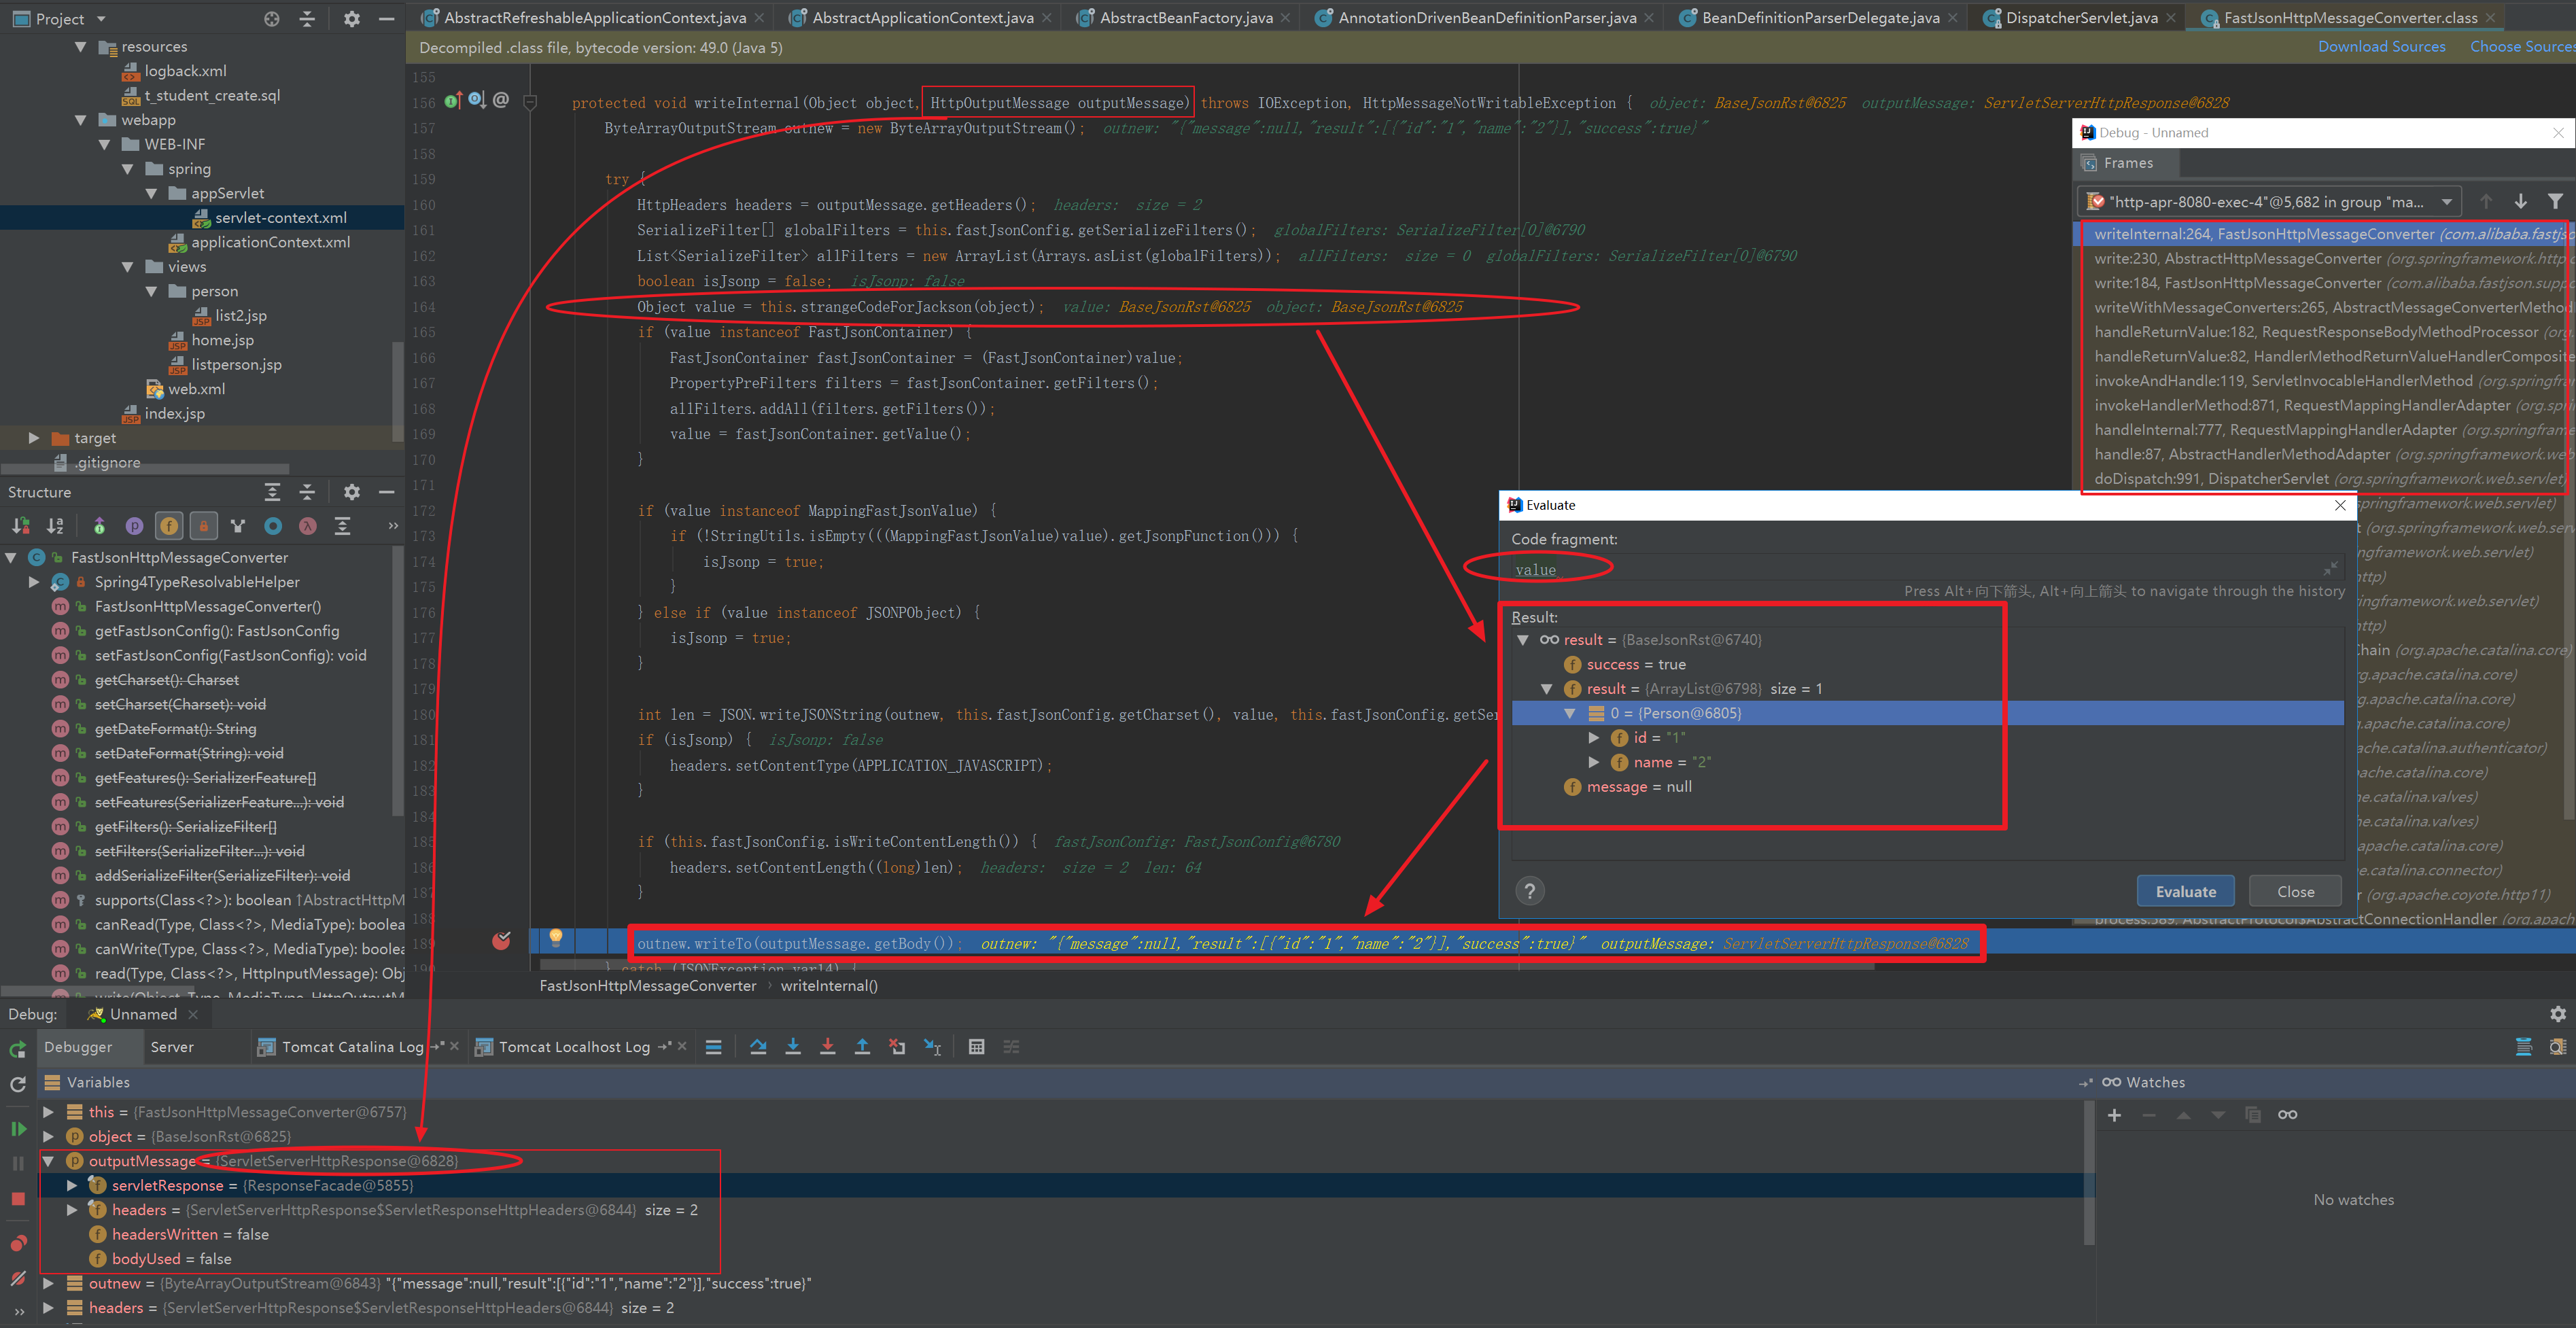 Project
resources
logback.xml
t_student_create.sql
webapp
WEB-INF
spring
appServlet
servlet-context.xml
applicationContext.xml
views
person
list2.jsp
home.jsp
listperson.jsp
web.xml
index.jsp
target
.gitignore
Structure
FastJsonHttpMessageConverter
Spring4TypeResolvableHelper
FastJsonHttpMessageConverter()
getFastJsonConfig(): FastJsonConfig
setFastJsonConfig(FastJsonConfig): void
getCharset(): Charset
setCharset(Charset): void
getDateFormat(): String
setDateFormat(String): void
getFeatures(): SerializerFeature[]
setFeatures(SerializerFeature...): void
getFilters(): SerializeFilter[]
setFilters(SerializeFilter...): void
addSerializeFilter(SerializeFilter): void
supports(Class<?>): boolean ↑AbstractHttpM
canRead(Type, Class<?>, MediaType): boolea
canWrite(Type, Class<?>, MediaType): boolea
read(Type, Class<?>, HttpInputMessage): Obj
write(Object, Type, MediaType, HttpOutputM
AbstractRefreshableApplicationContext.java
AbstractApplicationContext.java
AbstractBeanFactory.java
AnnotationDrivenBeanDefinitionParser.java
BeanDefinitionParserDelegate.java
DispatcherServlet.java
FastJsonHttpMessageConverter.class
Decompiled .class file, bytecode version: 49.0 (Java 5)
Download Sources
Choose Sources
155
156 protected void writeInternal(Object object, HttpOutputMessage outputMessage) throws IOException, HttpMessageNotWritableException { object: BaseJsonRst@6825 outputMessage: ServletServerHttpResponse@6828
157 ByteArrayOutputStream outnew = new ByteArrayOutputStream(); outnew: "{"message":null,"result":[{"id":"1","name":"2"}],"success":true}"
158
159 try {
160 HttpHeaders headers = outputMessage.getHeaders(); headers: size = 2
161 SerializeFilter[] globalFilters = this.fastJsonConfig.getSerializeFilters(); globalFilters: SerializeFilter[0]@6790
162 List<SerializeFilter> allFilters = new ArrayList(Arrays.asList(globalFilters)); allFilters: size = 0 globalFilters: SerializeFilter[0]@6790
163 boolean isJsonp = false; isJsonp: false
164 Object value = this.strangeCodeForJackson(object); value: BaseJsonRst@6825 object: BaseJsonRst@6825
165 if (value instanceof FastJsonContainer) {
166 FastJsonContainer fastJsonContainer = (FastJsonContainer)value;
167 PropertyPreFilters filters = fastJsonContainer.getFilters();
168 allFilters.addAll(filters.getFilters());
169 value = fastJsonContainer.getValue();
170 }
171
172 if (value instanceof MappingFastJsonValue) {
173 if (!StringUtils.isEmpty(((MappingFastJsonValue)value).getJsonpFunction())) {
174 isJsonp = true;
175 }
176 } else if (value instanceof JSONPObject) {
177 isJsonp = true;
178 }
179
180 int len = JSON.writeJSONString(outnew, this.fastJsonConfig.getCharset(), value, this.fastJsonConfig.getSer
181 if (isJsonp) { isJsonp: false
182 headers.setContentType(APPLICATION_JAVASCRIPT);
183 }
184
185 if (this.fastJsonConfig.isWriteContentLength()) { fastJsonConfig: FastJsonConfig@6780
186 headers.setContentLength((long)len); headers: size = 2 len: 64
187 }
188
189 outnew.writeTo(outputMessage.getBody()); outnew: "{"message":null,"result":[{"id":"1","name":"2"}],"success":true}" outputMessage: ServletServerHttpResponse@6828
190 } catch (JSONException var14) {
FastJsonHttpMessageConverter › writeInternal()
Debug - Unnamed
Frames
"http-apr-8080-exec-4"@5,682 in group "ma...
writeInternal:264, FastJsonHttpMessageConverter (com.alibaba.fastjso
write:230, AbstractHttpMessageConverter (org.springframework.http.c
write:184, FastJsonHttpMessageConverter (com.alibaba.fastjson.suppo
writeWithMessageConverters:265, AbstractMessageConverterMethod
handleReturnValue:182, RequestResponseBodyMethodProcessor (org.
handleReturnValue:82, HandlerMethodReturnValueHandlerComposite
invokeAndHandle:119, ServletInvocableHandlerMethod (org.springfram
invokeHandlerMethod:871, RequestMappingHandlerAdapter (org.sprin
handleInternal:777, RequestMappingHandlerAdapter (org.springframe
handle:87, AbstractHandlerMethodAdapter (org.springframework.web
doDispatch:991, DispatcherServlet (org.springframework.web.servlet)
springframework.web.servlet)
t (org.springframework.web.se
ngframework.web.servlet)
http)
springframework.web.servlet)
http)
Chain (org.apache.catalina.core)
rg.apache.catalina.core)
g.apache.catalina.core)
g.apache.catalina.core)
ache.catalina.authenticator)
pache.catalina.core)
he.catalina.valves)
che.catalina.valves)
pache.catalina.core)
e.catalina.connector)
r (org.apache.coyote.http11)
process:589, AbstractProtocol$AbstractConnectionHandler (org.apach
Evaluate
Code fragment:
value
Press Alt+向下箭头, Alt+向上箭头 to navigate through the history
Result:
result = {BaseJsonRst@6740}
success = true
result = {ArrayList@6798} size = 1
0 = {Person@6805}
id = "1"
name = "2"
message = null
Evaluate
Close
Debug:
Unnamed
Debugger
Server
Tomcat Catalina Log
Tomcat Localhost Log
Variables
this = {FastJsonHttpMessageConverter@6757}
object = {BaseJsonRst@6825}
outputMessage = {ServletServerHttpResponse@6828}
servletResponse = {ResponseFacade@5855}
headers = {ServletServerHttpResponse$ServletResponseHttpHeaders@6844} size = 2
headersWritten = false
bodyUsed = false
outnew = {ByteArrayOutputStream@6843} "{"message":null,"result":[{"id":"1","name":"2"}],"success":true}"
headers = {ServletServerHttpResponse$ServletResponseHttpHeaders@6844} size = 2
Watches
No watches